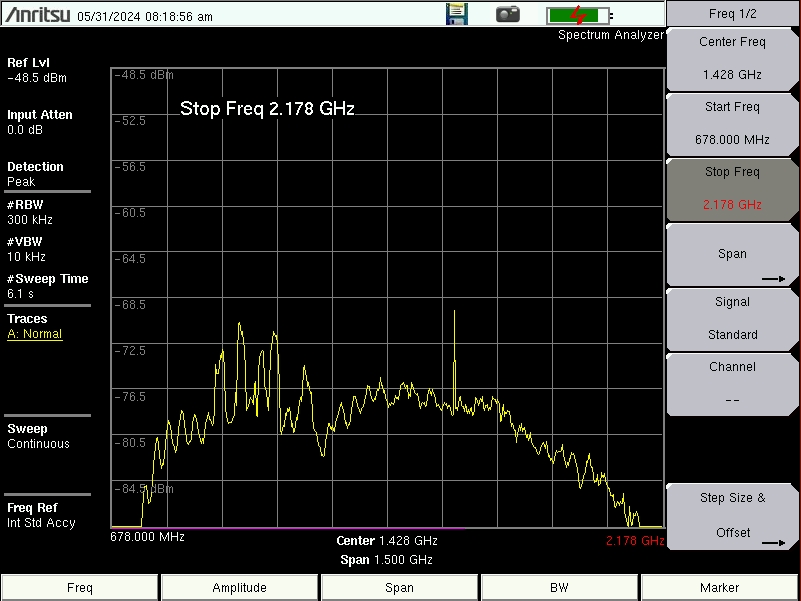 Anritsu 05/31/2024 08:18:56 am
Spectrum Analyzer
Ref Lvl
-48.5 dBm
Input Atten
0.0 dB
Detection
Peak
#RBW
300 kHz
#VBW
10 kHz
#Sweep Time
6.1 s
Traces
A: Normal
Sweep
Continuous
Freq Ref
Int Std Accy
-48.5 dBm
Stop Freq 2.178 GHz
-52.5
-56.5
-60.5
-64.5
-68.5
-72.5
-76.5
-80.5
-84.5 dBm
678.000 MHz
Center 1.428 GHz
2.178 GHz
Span 1.500 GHz
Freq 1/2
Center Freq
1.428 GHz
Start Freq
678.000 MHz
Stop Freq
2.178 GHz
Span
Signal
Standard
Channel
--
Step Size &
Offset
Freq
Amplitude
Span
BW
Marker